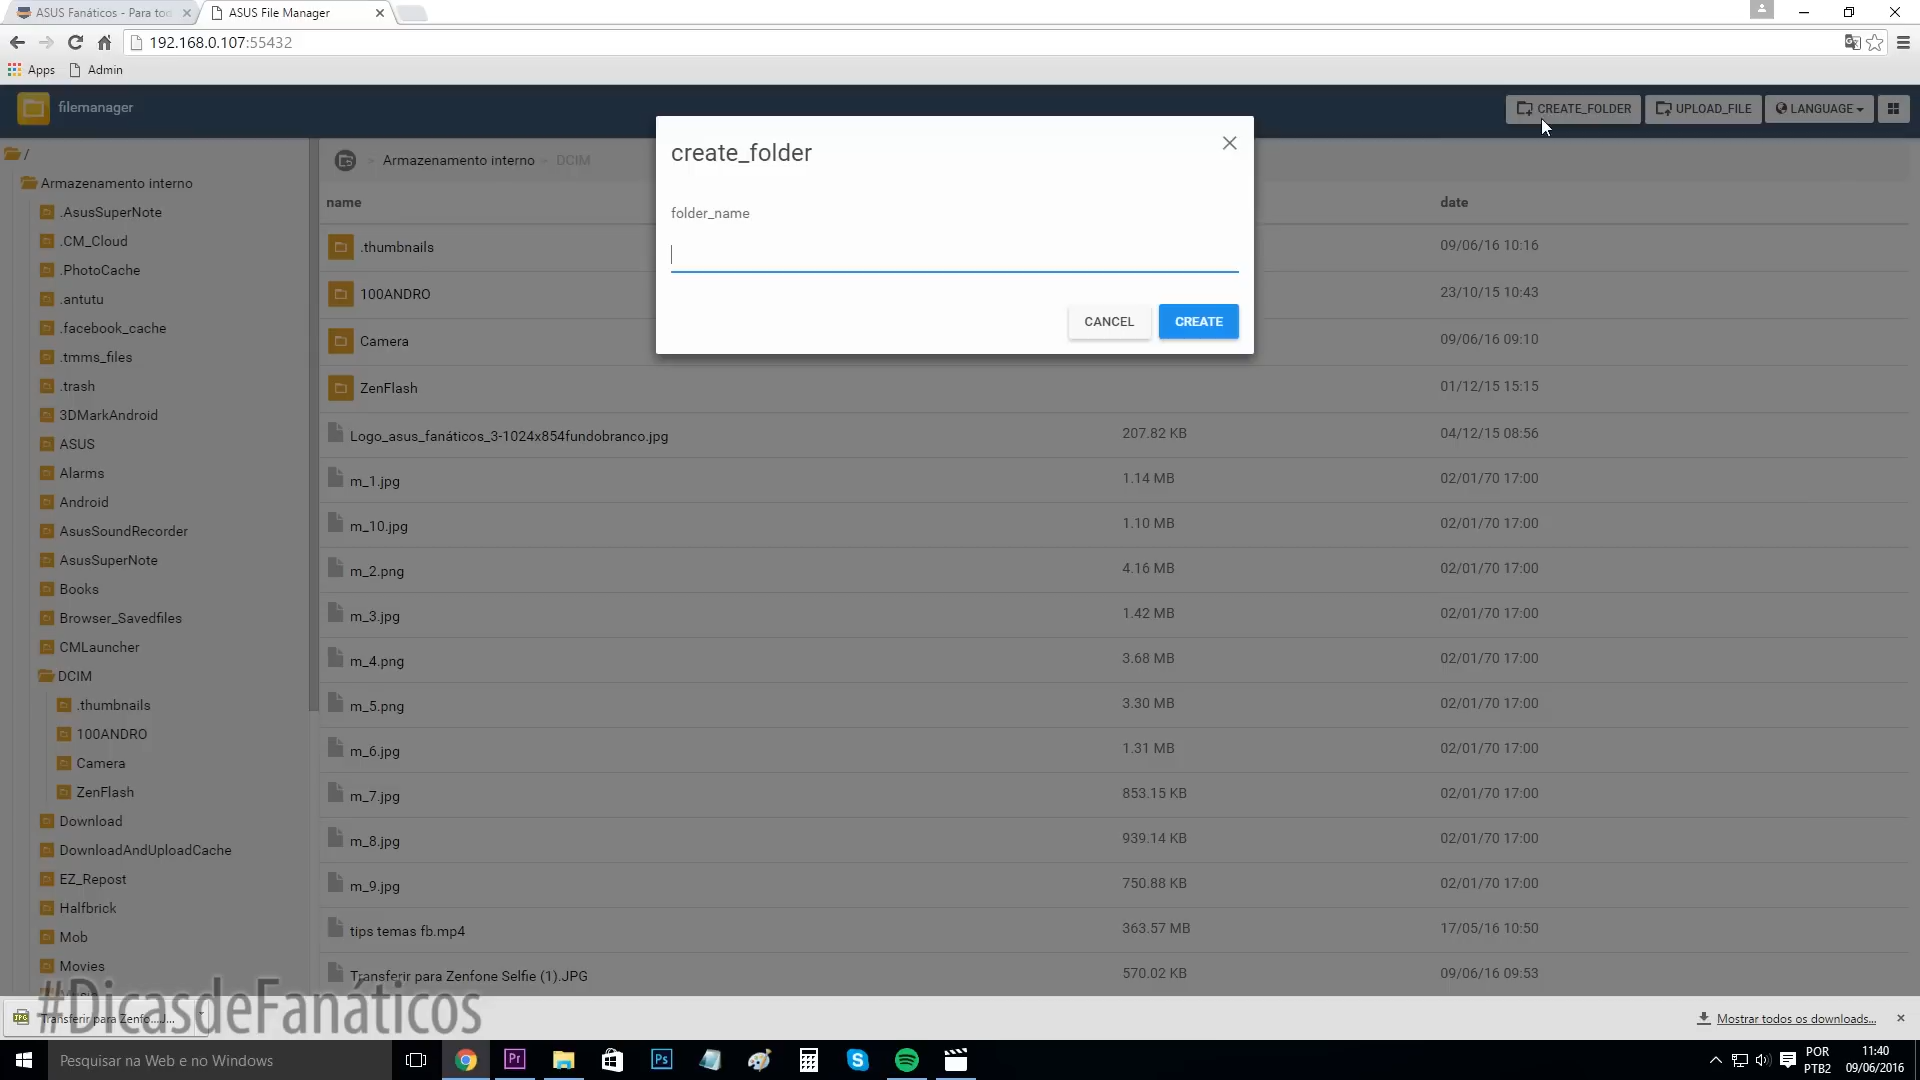 ASUS Fanáticos - Para too
ASUS File Manager
192.168.0.107:55432
Apps
Admin
filemanager
CREATE_FOLDER
UPLOAD_FILE
LANGUAGE
/
Armazenamento interno
.AsusSuperNote
.CM_Cloud
.PhotoCache
.antutu
.facebook_cache
.tmms_files
.trash
3DMarkAndroid
ASUS
Alarms
Android
AsusSoundRecorder
AsusSuperNote
Books
Browser_Savedfiles
CMLauncher
DCIM
.thumbnails
100ANDRO
Camera
ZenFlash
Download
DownloadAndUploadCache
EZ_Repost
Halfbrick
Mob
Movies
Armazenamento interno DCIM
name date
.thumbnails 09/06/16 10:16
100ANDRO 23/10/15 10:43
Camera 09/06/16 09:10
ZenFlash 01/12/15 15:15
Logo_asus_fanáticos_3-1024x854fundobranco.jpg 207.82 KB 04/12/15 08:56
m_1.jpg 1.14 MB 02/01/70 17:00
m_10.jpg 1.10 MB 02/01/70 17:00
m_2.png 4.16 MB 02/01/70 17:00
m_3.jpg 1.42 MB 02/01/70 17:00
m_4.png 3.68 MB 02/01/70 17:00
m_5.png 3.30 MB 02/01/70 17:00
m_6.jpg 1.31 MB 02/01/70 17:00
m_7.jpg 853.15 KB 02/01/70 17:00
m_8.jpg 939.14 KB 02/01/70 17:00
m_9.jpg 750.88 KB 02/01/70 17:00
tips temas fb.mp4 363.57 MB 17/05/16 10:50
Transferir para Zenfone Selfie (1).JPG 570.02 KB 09/06/16 09:53
create_folder
folder_name
CANCEL
CREATE
#DicasdeFanáticos
Transferir para Zenfo....J...
Mostrar todos os downloads...
Pesquisar na Web e no Windows
Pr
Ps
POR
PTB2
11:40
09/06/2016